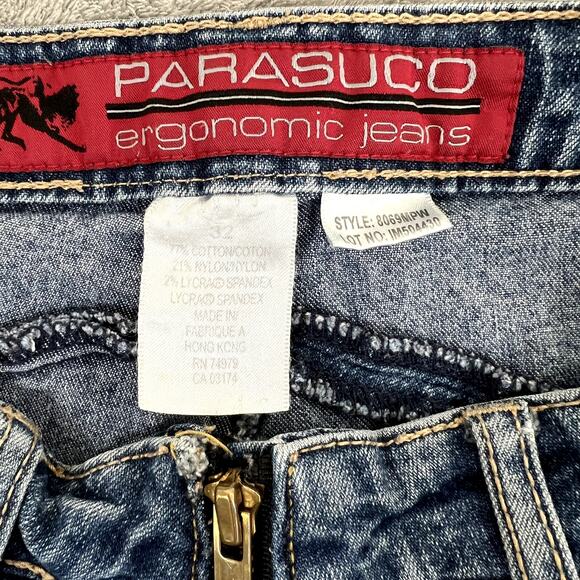 PARASUCO
ergonomic jeans
32
77% COTTON/COTON
21% NYLON/NYLON
2% LYCRA® SPANDEX
LYCRA® SPANDEX
MADE IN/
FABRIQUE A
HONG KONG
RN 74979
CA 03174
STYLE: 8069MPW
LOT NO: IM504430